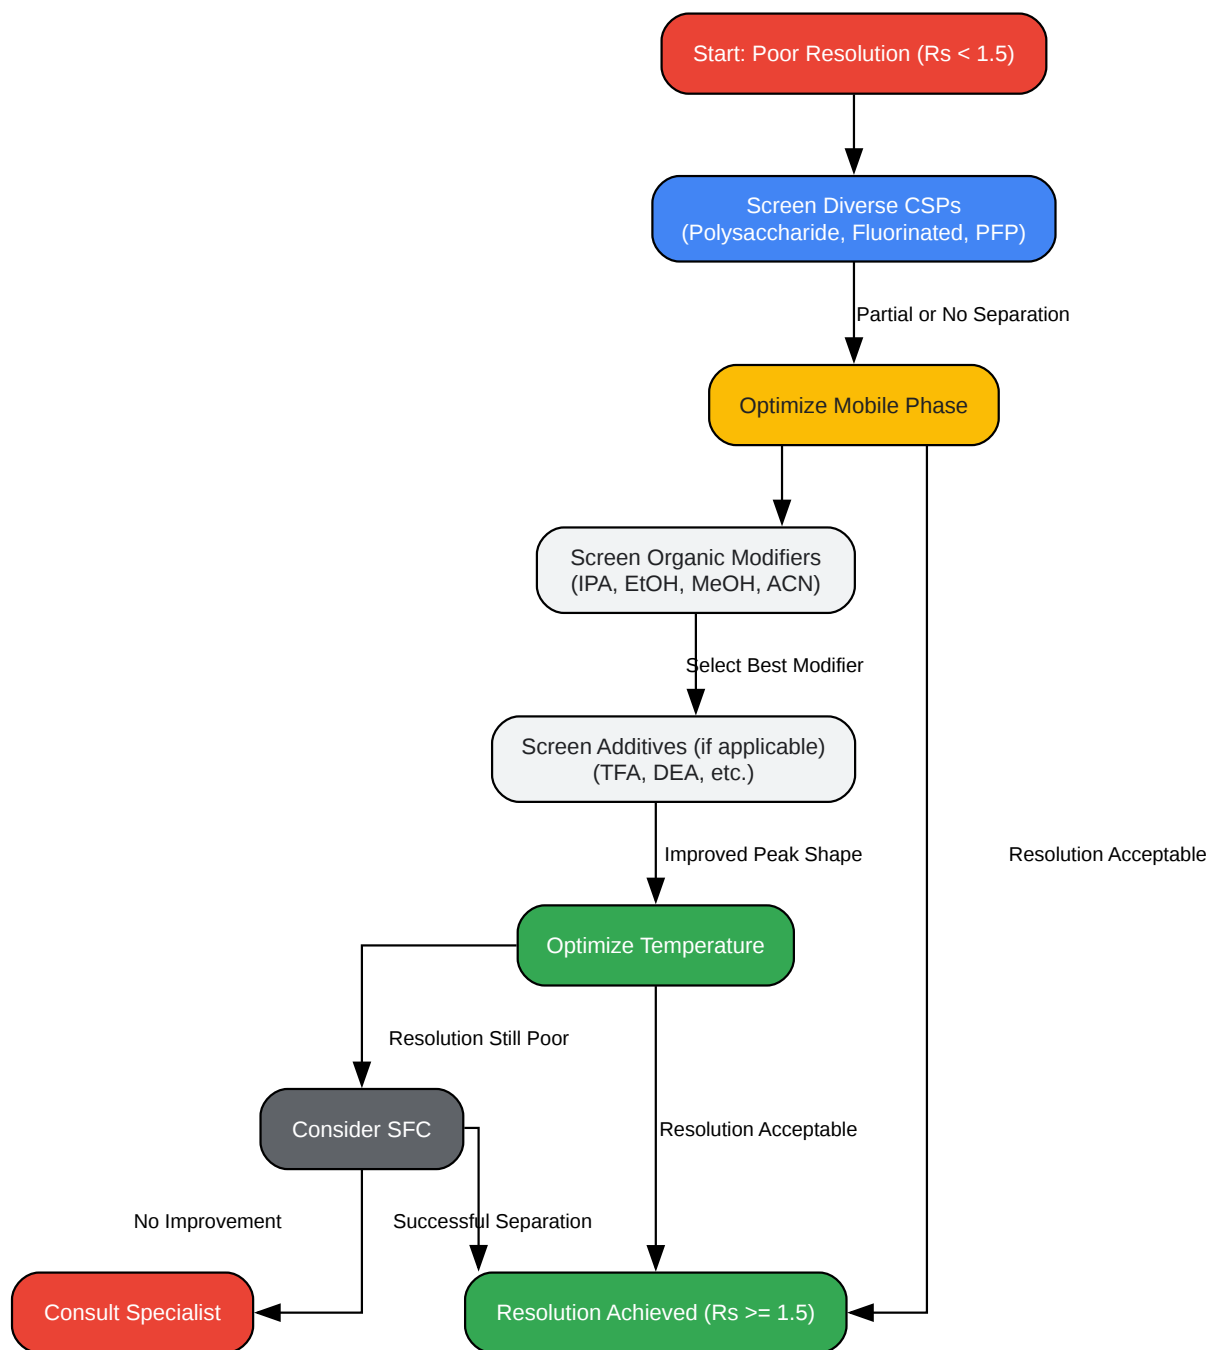 Start: Poor Resolution (Rs < 1.5)
Screen Diverse CSPs
(Polysaccharide, Fluorinated, PFP)
Partial or No Separation
Optimize Mobile Phase
Screen Organic Modifiers
(IPA, EtOH, MeOH, ACN)
Select Best Modifier
Screen Additives (if applicable)
(TFA, DEA, etc.)
Improved Peak Shape
Resolution Acceptable
Optimize Temperature
Resolution Still Poor
Consider SFC
Resolution Acceptable
No Improvement
Successful Separation
Consult Specialist
Resolution Achieved (Rs >= 1.5)